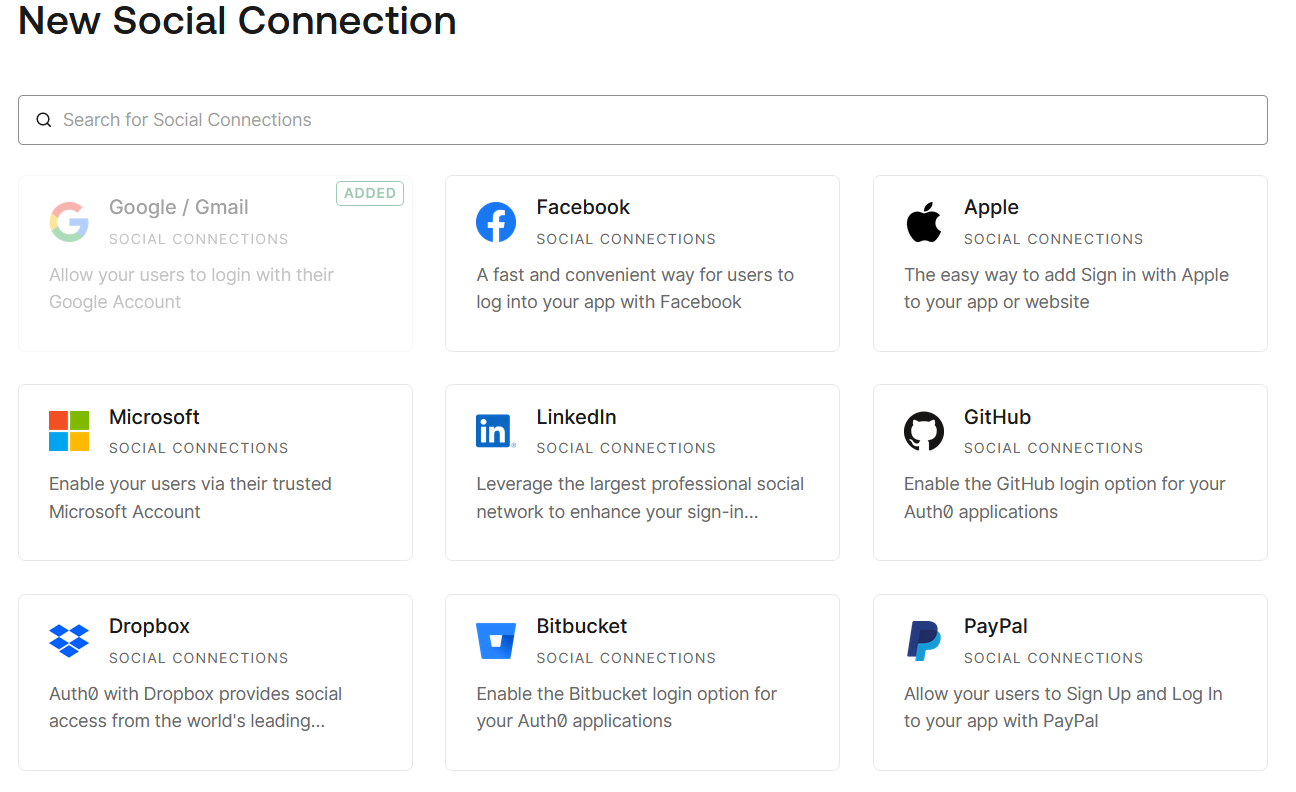 New Social Connection
Search for Social Connections
ADDED
Google / Gmail
SOCIAL CONNECTIONS
Allow your users to login with their
Google Account
Facebook
SOCIAL CONNECTIONS
A fast and convenient way for users to
log into your app with Facebook
Apple
SOCIAL CONNECTIONS
The easy way to add Sign in with Apple
to your app or website
Microsoft
SOCIAL CONNECTIONS
Enable your users via their trusted
Microsoft Account
in
LinkedIn
SOCIAL CONNECTIONS
Leverage the largest professional social
network to enhance your sign-in...
GitHub
SOCIAL CONNECTIONS
Enable the GitHub login option for your
Auth0 applications
Dropbox
SOCIAL CONNECTIONS
Auth0 with Dropbox provides social
access from the world's leading...
Bitbucket
SOCIAL CONNECTIONS
Enable the Bitbucket login option for
your Auth0 applications
PayPal
SOCIAL CONNECTIONS
Allow your users to Sign Up and Log In
to your app with PayPal